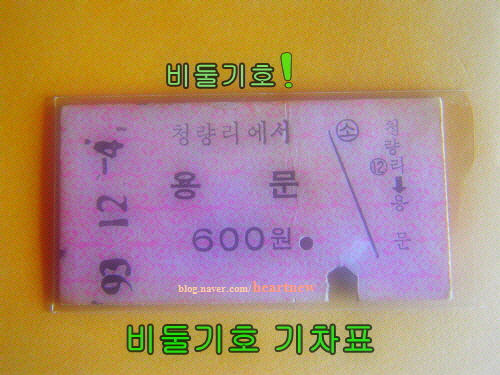 비둘기호!
청량리에서
용 문
600원
'93 12 -4
소
청량리
⑫
➡용문
blog.naver.com/heartnew
비둘기호 기차표